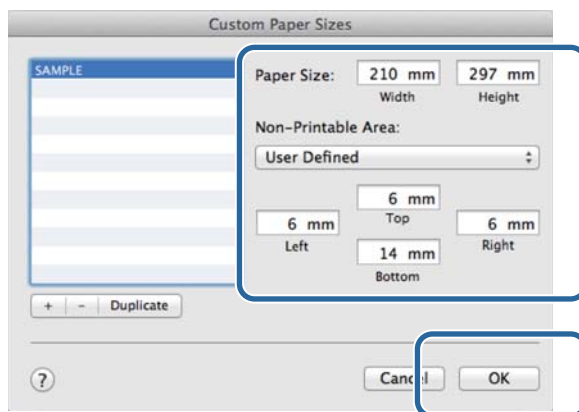 Custom Paper Sizes
SAMPLE
Paper Size: 210 mm 297 mm
Width Height
Non-Printable Area:
User Defined
6 mm
Top
6 mm 6 mm
Left Right
14 mm
Bottom
+ - Duplicate
? Cancel OK